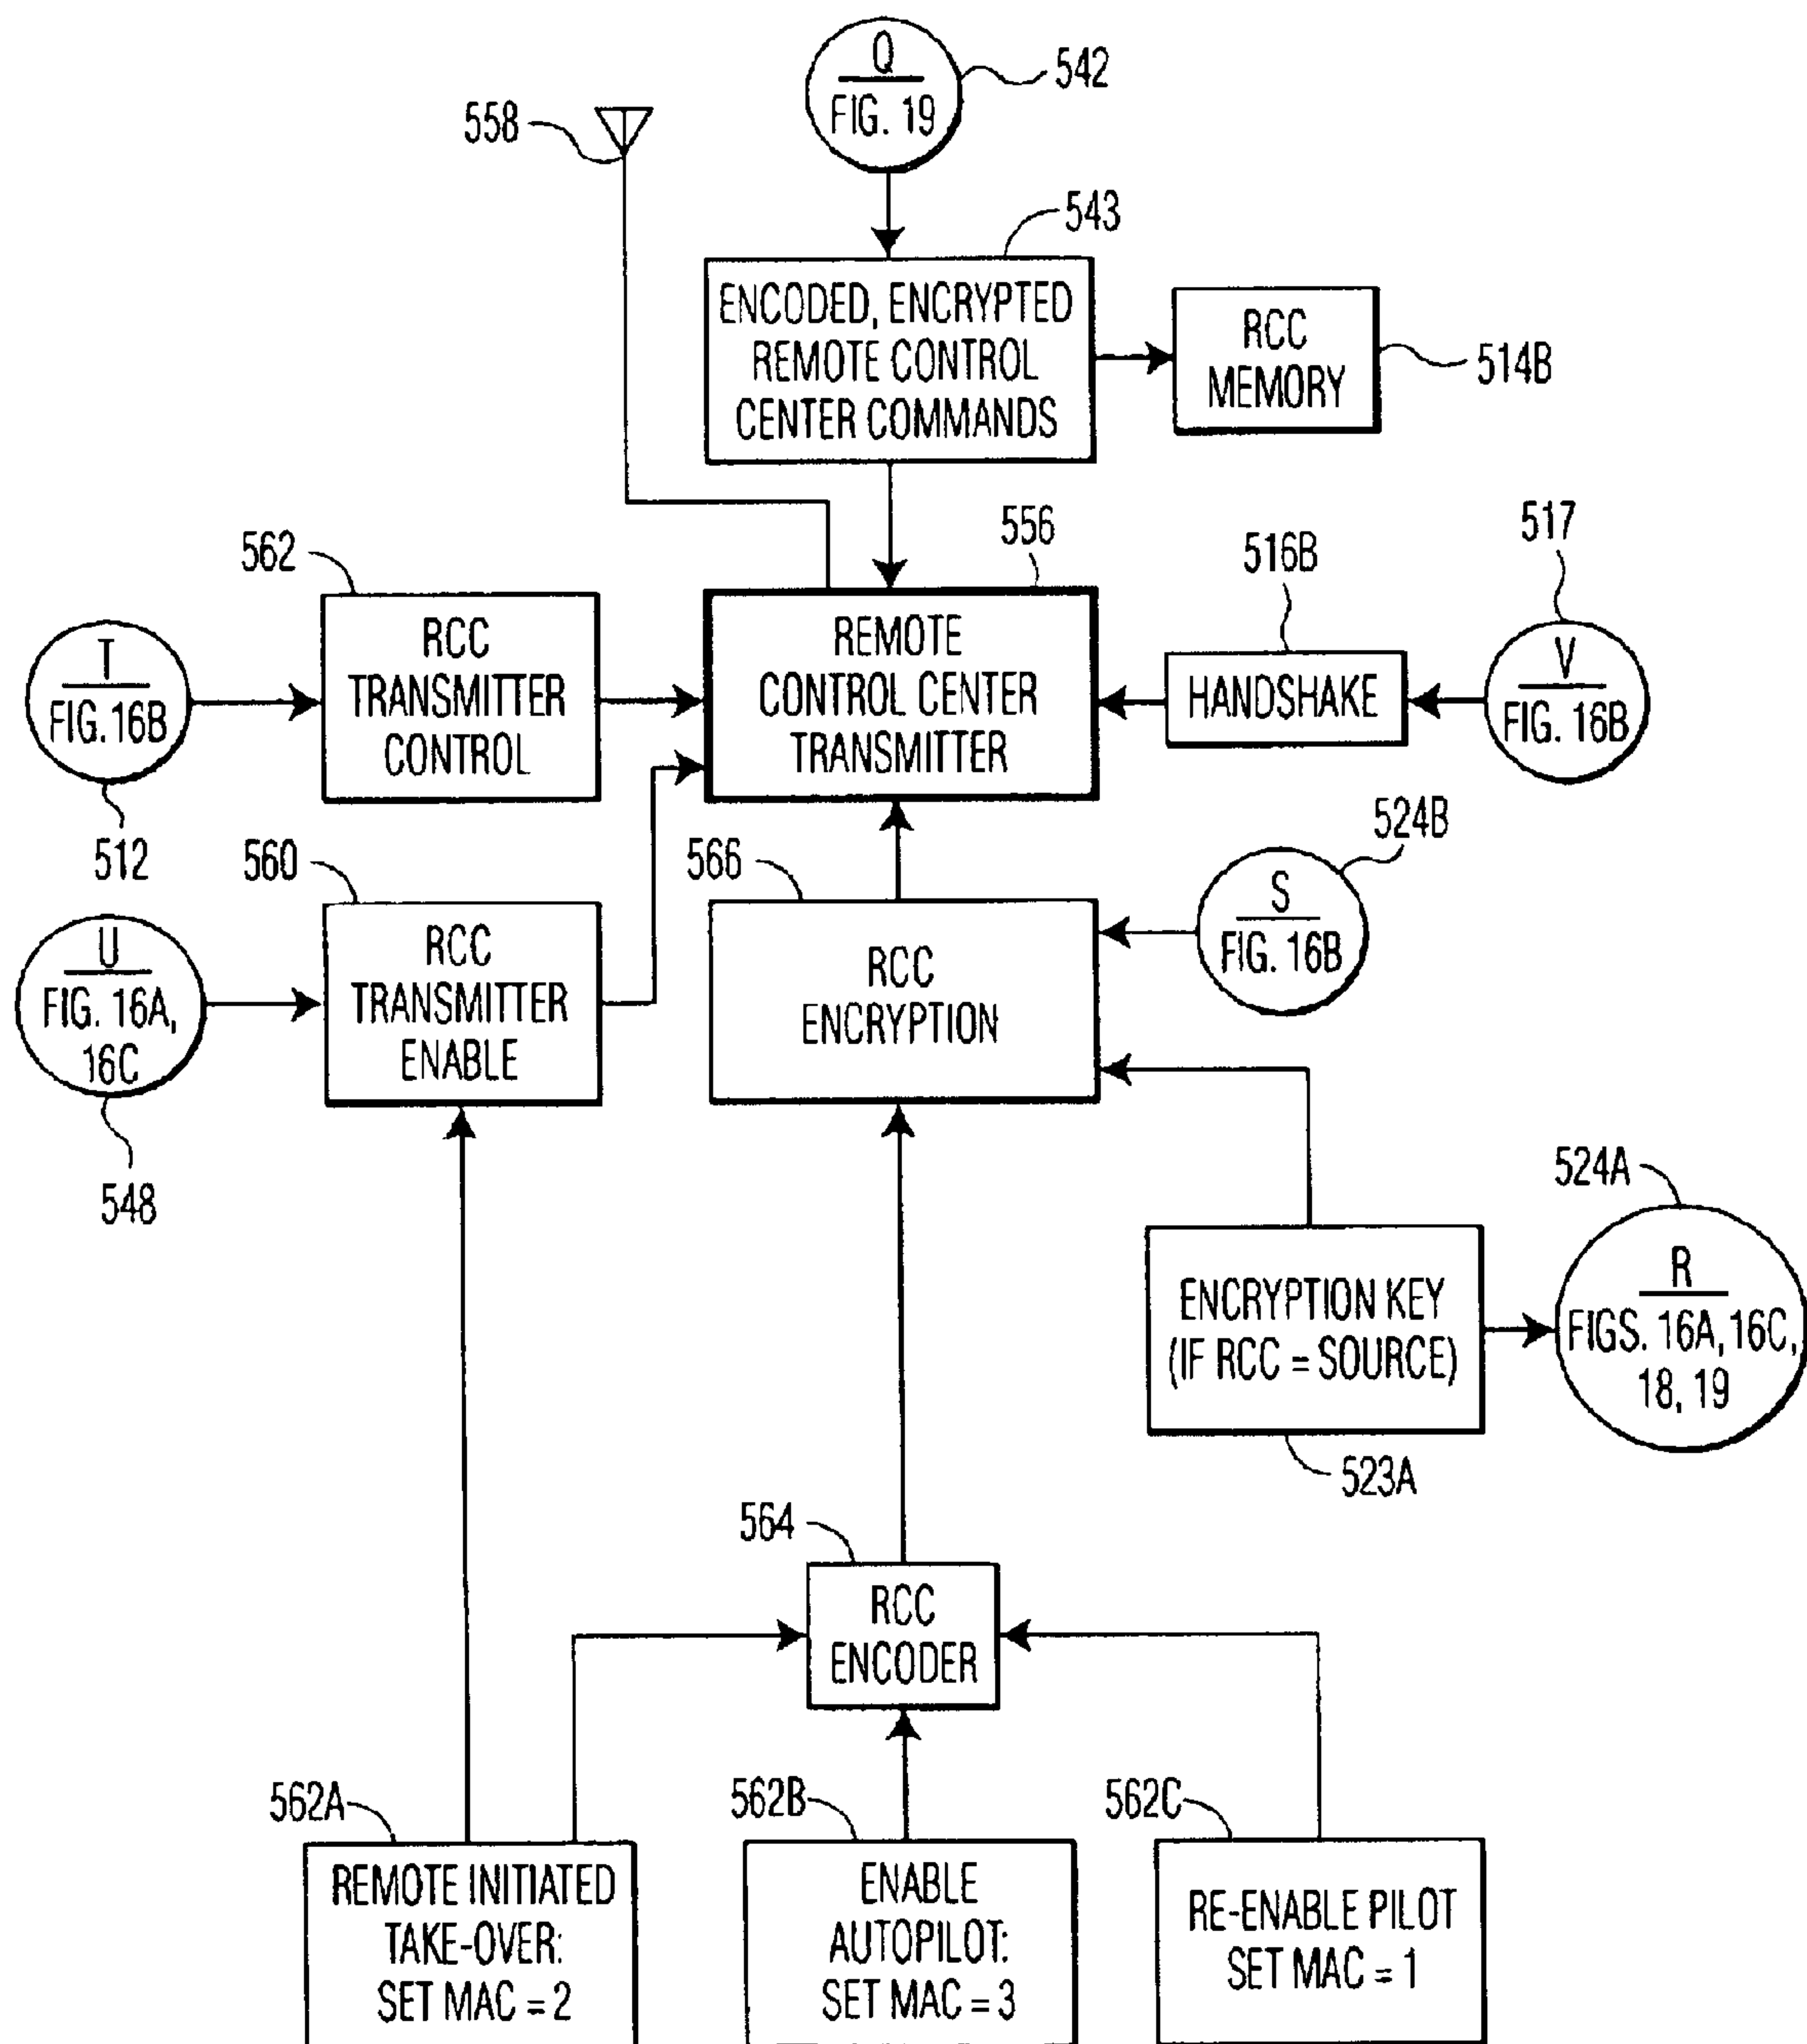 Q
FIG. 19
542
558
543
ENCODED, ENCRYPTED
REMOTE CONTROL
CENTER COMMANDS
RCC
MEMORY
514B
562
556
516B
517
T
FIG. 16B
512
RCC
TRANSMITTER
CONTROL
REMOTE
CONTROL CENTER
TRANSMITTER
HANDSHAKE
V
FIG. 16B
560
566
524B
U
FIG. 16A,
16C
548
RCC
TRANSMITTER
ENABLE
RCC
ENCRYPTION
S
FIG. 16B
524A
ENCRYPTION KEY
(IF RCC = SOURCE)
523A
R
FIGS. 16A, 16C,
18, 19
564
RCC
ENCODER
562A
562B
562C
REMOTE INITIATED
TAKE-OVER:
SET MAC = 2
ENABLE
AUTOPILOT:
SET MAC = 3
RE-ENABLE PILOT
SET MAC = 1